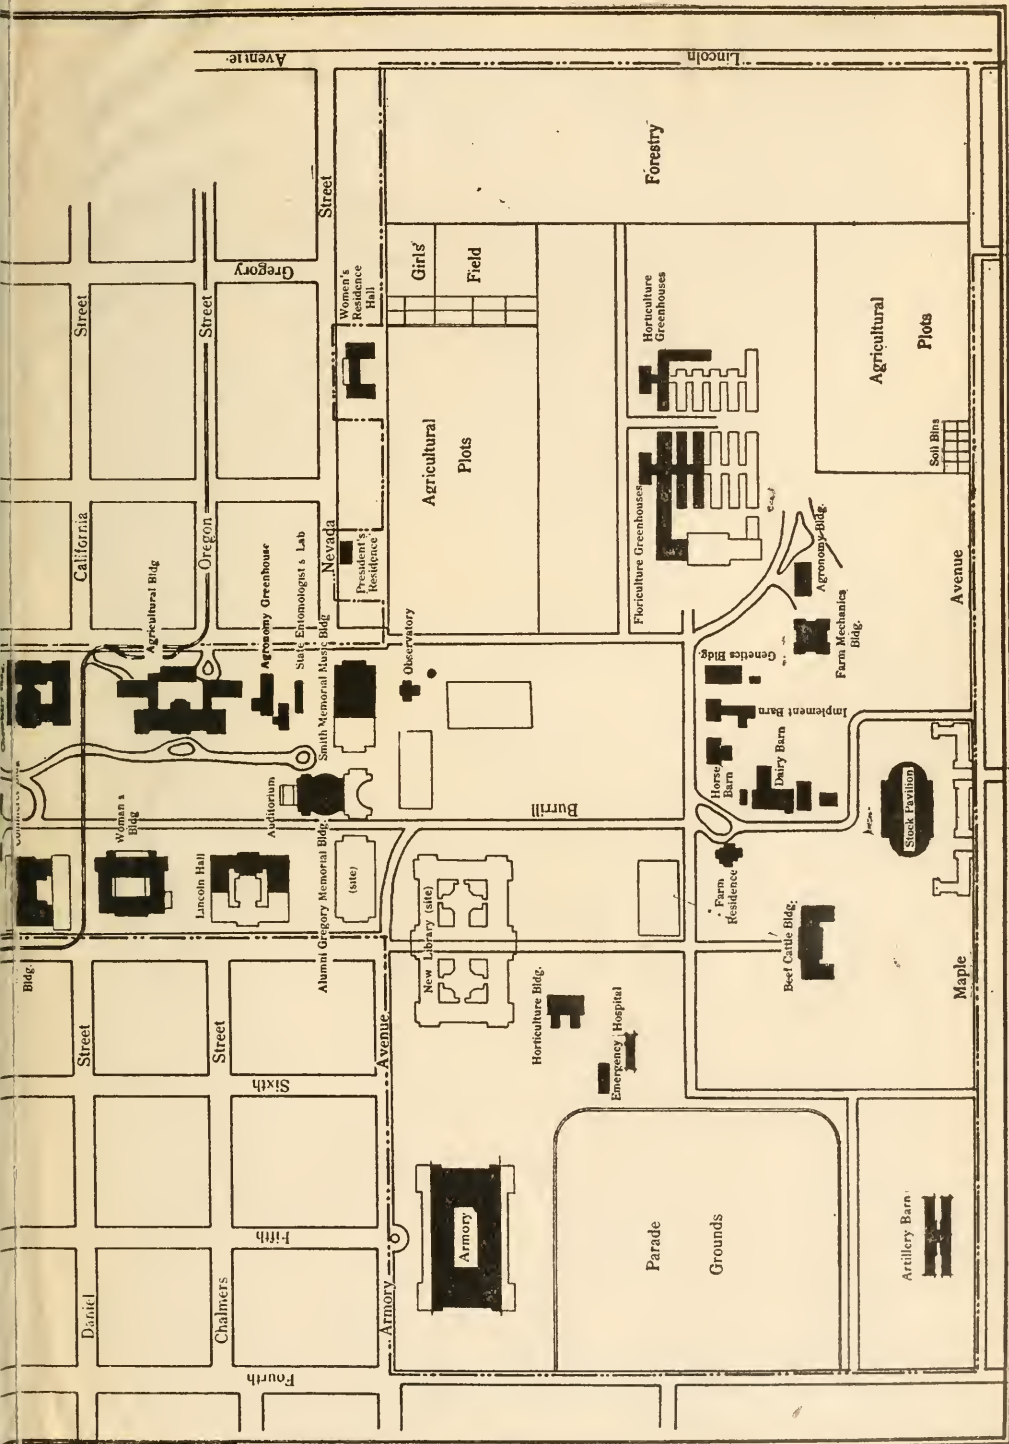 Lincoln
Avenue
Forestry
Street
Gregory
Street
Street
Girls'
Field
Women's
Residence
Hall
Horticulture
Greenhouses
Agricultural
Plots
Agricultural
Plots
Soil Bins
California
Oregon
Nevada
President's
Residence
Floriculture Greenhouses
Agronomy Bldg.
Avenue
Agricultural Bldg
Agronomy Greenhouse
State Entomologist s Lab
Smith Memorial Music Bldg
Observatory
Genetics Bldg.
Farm Mechanics
Bldg.
Implement Barn
Horse
Barn
Dairy Barn
Stock Pavilion
Woman s
Bldg
Auditorium
Burrill
Lincoln Hall
Alumni Gregory Memorial Bldg.
(site)
New Library (site)
Farm
Residence
Beef Cattle Bldg.
Maple
Bldg.
Street
Street
Avenue
Sixth
Horticulture Bldg.
Emergency Hospital
Armory
Parade
Grounds
Artillery Barn
Fifth
Daniel
Chalmers
Armory
Fourth